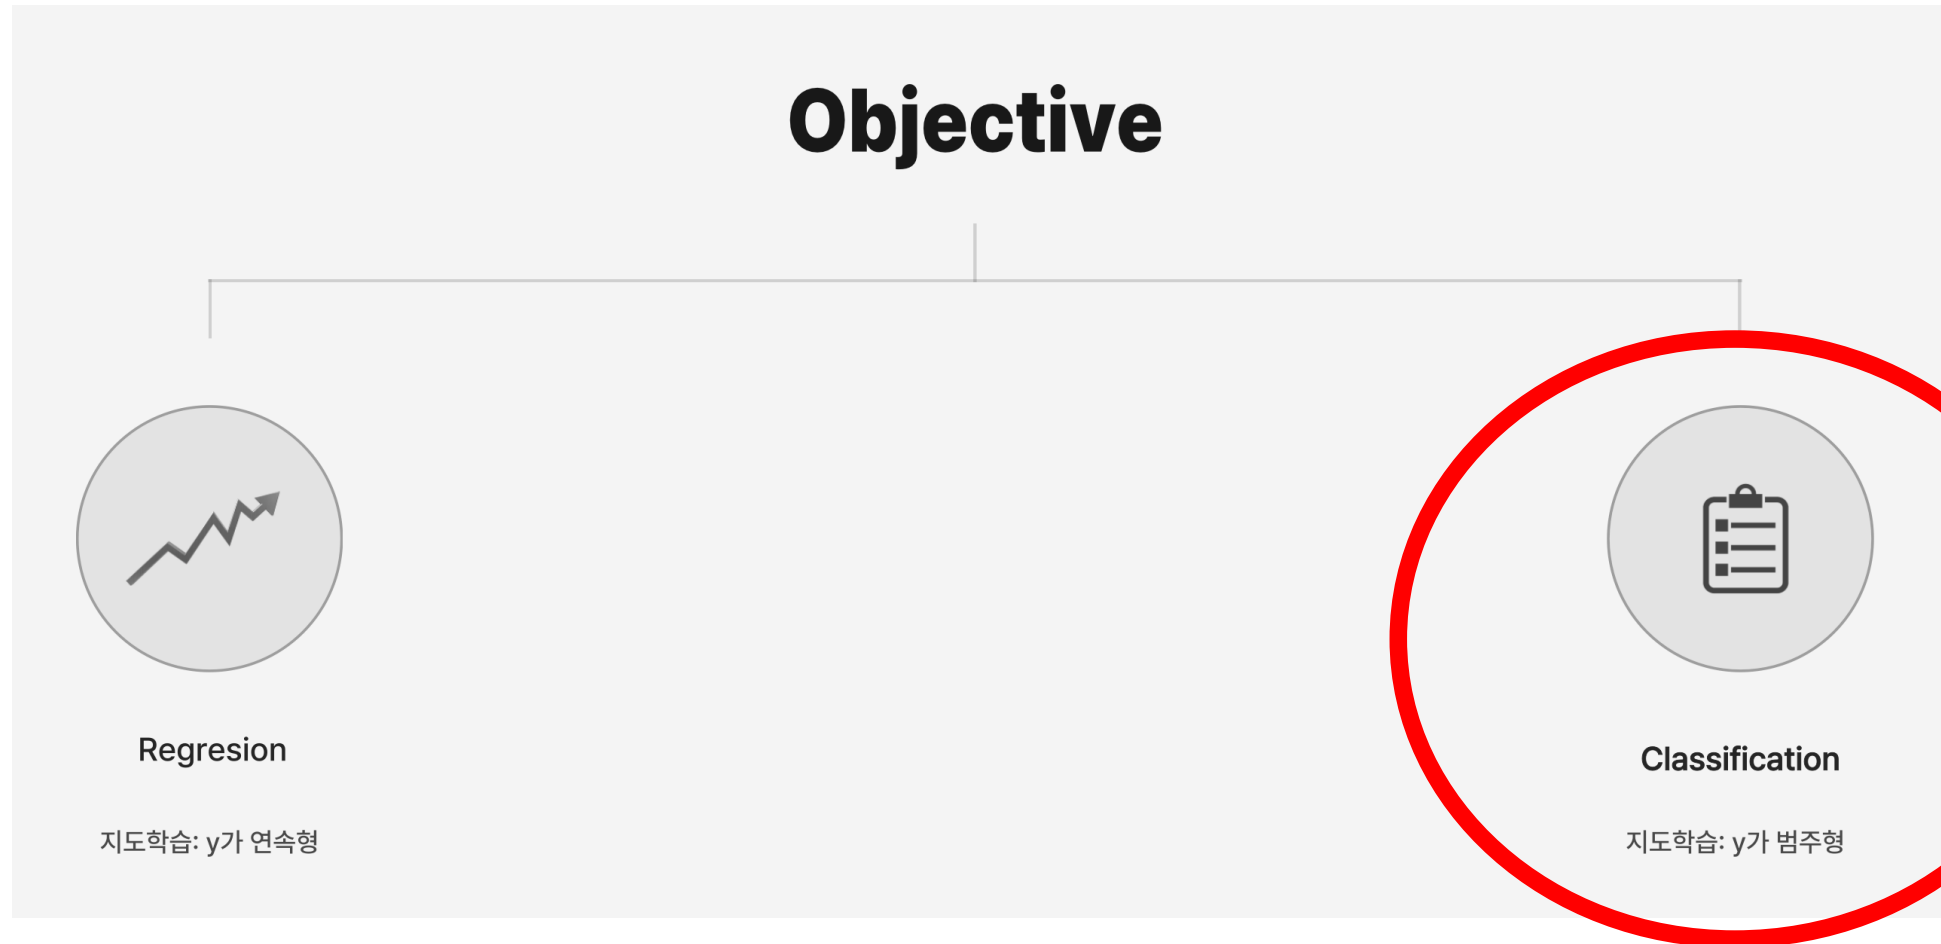 Objective
Regresion
Classification
지도학습: y가 연속형
지도학습: y가 범주형